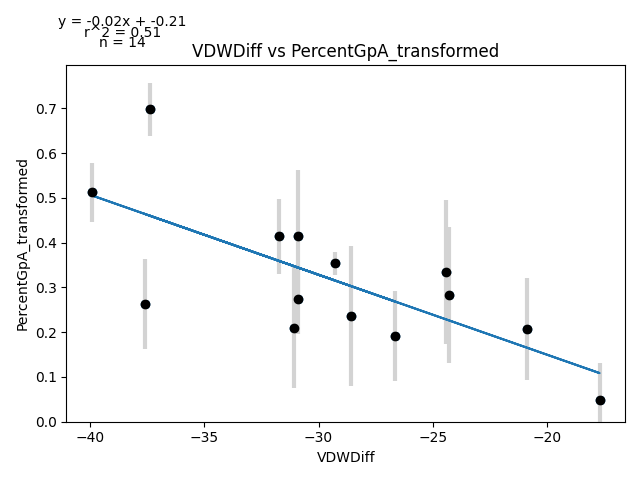 y = -0.02x + -0.21
r^2 = 0.51
n = 14
VDWDiff vs PercentGpA_transformed
PercentGpA_transformed
0.7
0.6
0.5
0.4
0.3
0.2
0.1
0.0
−40
−35
−30
−25
−20
VDWDiff